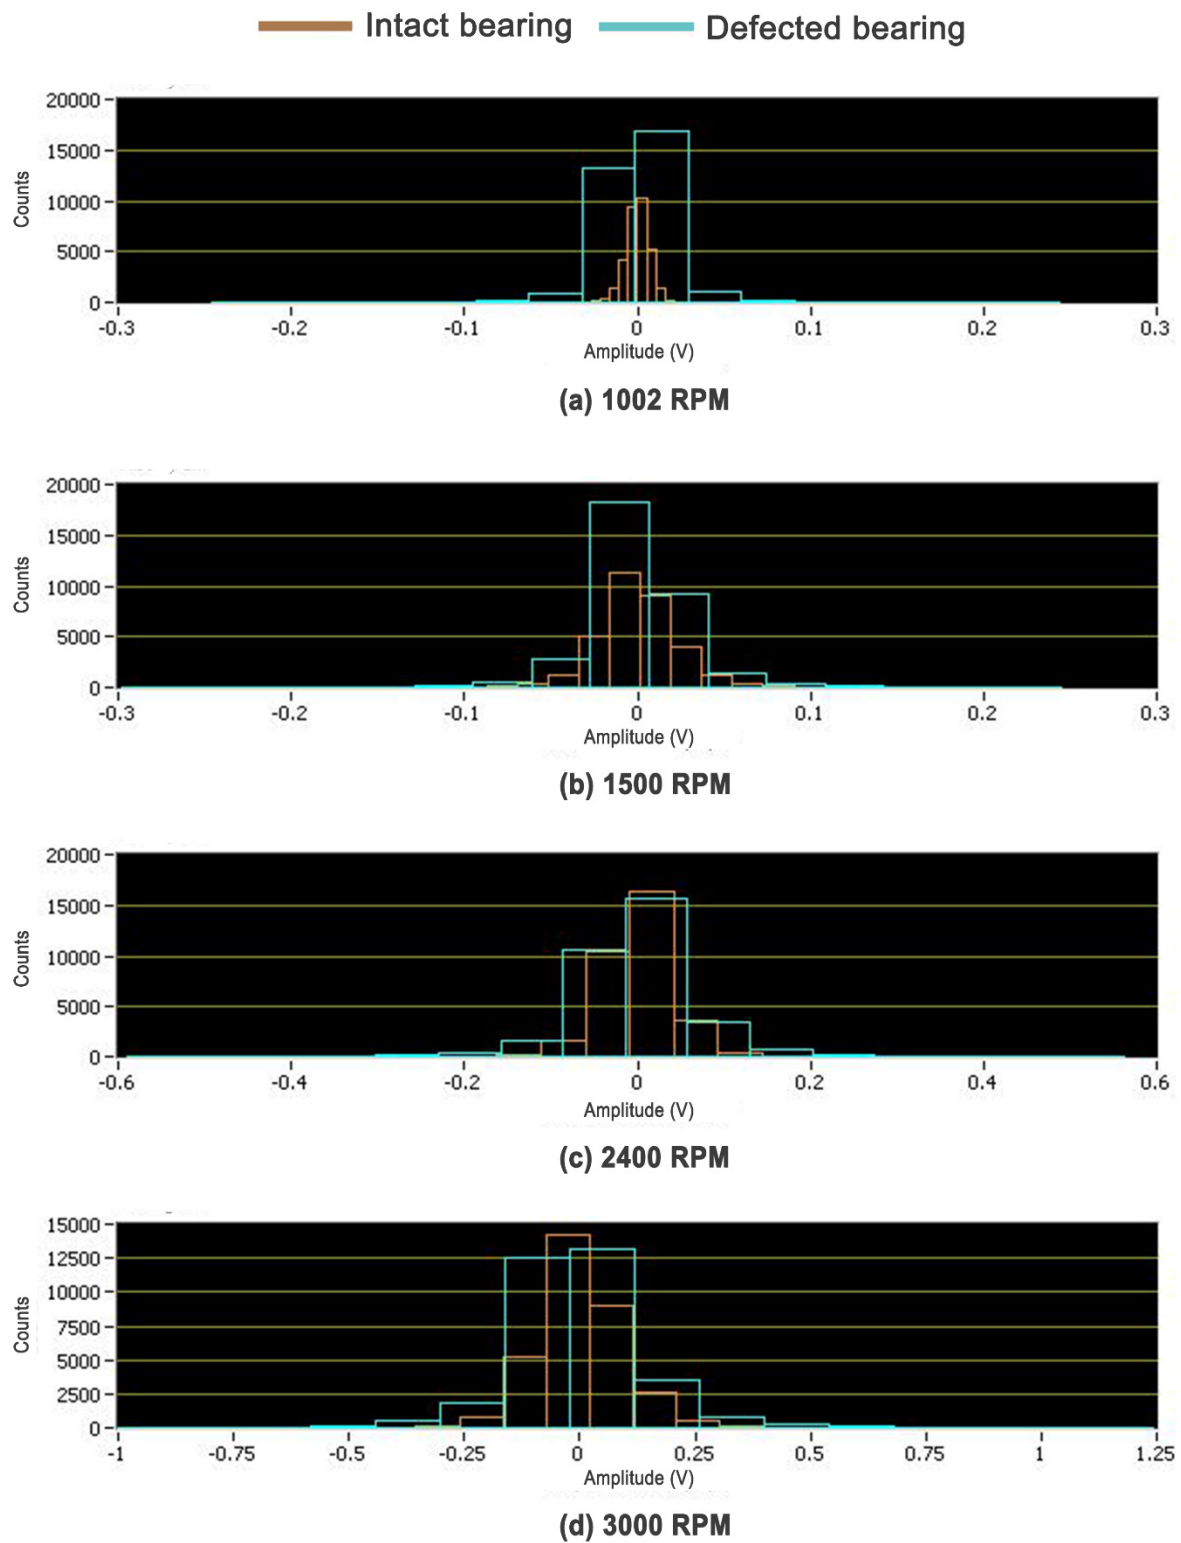 Intact bearing Defected bearing
20000
15000
10000
5000
0
Counts
-0.3 -0.2 -0.1 0 0.1 0.2 0.3
Amplitude (V)
(a) 1002 RPM
20000
15000
10000
5000
0
Counts
-0.3 -0.2 -0.1 0 0.1 0.2 0.3
Amplitude (V)
(b) 1500 RPM
20000
15000
10000
5000
0
Counts
-0.6 -0.4 -0.2 0 0.2 0.4 0.6
Amplitude (V)
(c) 2400 RPM
15000
12500
10000
7500
5000
2500
0
Counts
-1 -0.75 -0.5 -0.25 0 0.25 0.5 0.75 1 1.25
Amplitude (V)
(d) 3000 RPM